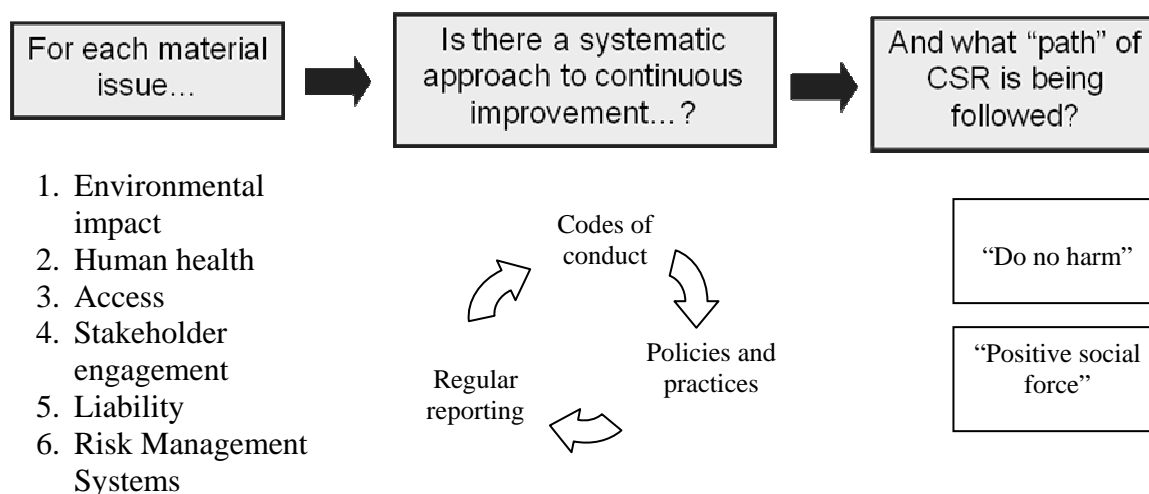 For each material
issue…
Is there a systematic
approach to continuous
improvement…?
And what “path” of
CSR is being
followed?
1. Environmental
impact
2. Human health
3. Access
4. Stakeholder
engagement
5. Liability
6. Risk Management
Systems
Codes of
conduct
Policies and
practices
Regular
reporting
“Do no harm”
“Positive social
force”